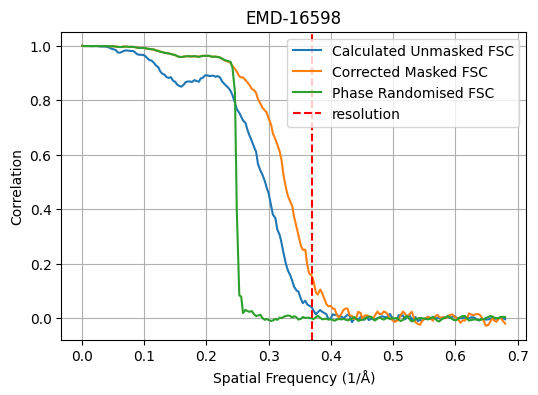 EMD-16598
Calculated Unmasked FSC
Corrected Masked FSC
Phase Randomised FSC
resolution
Correlation
1.0
0.8
0.6
0.4
0.2
0.0
0.0 0.1 0.2 0.3 0.4 0.5 0.6 0.7
Spatial Frequency (1/Å)